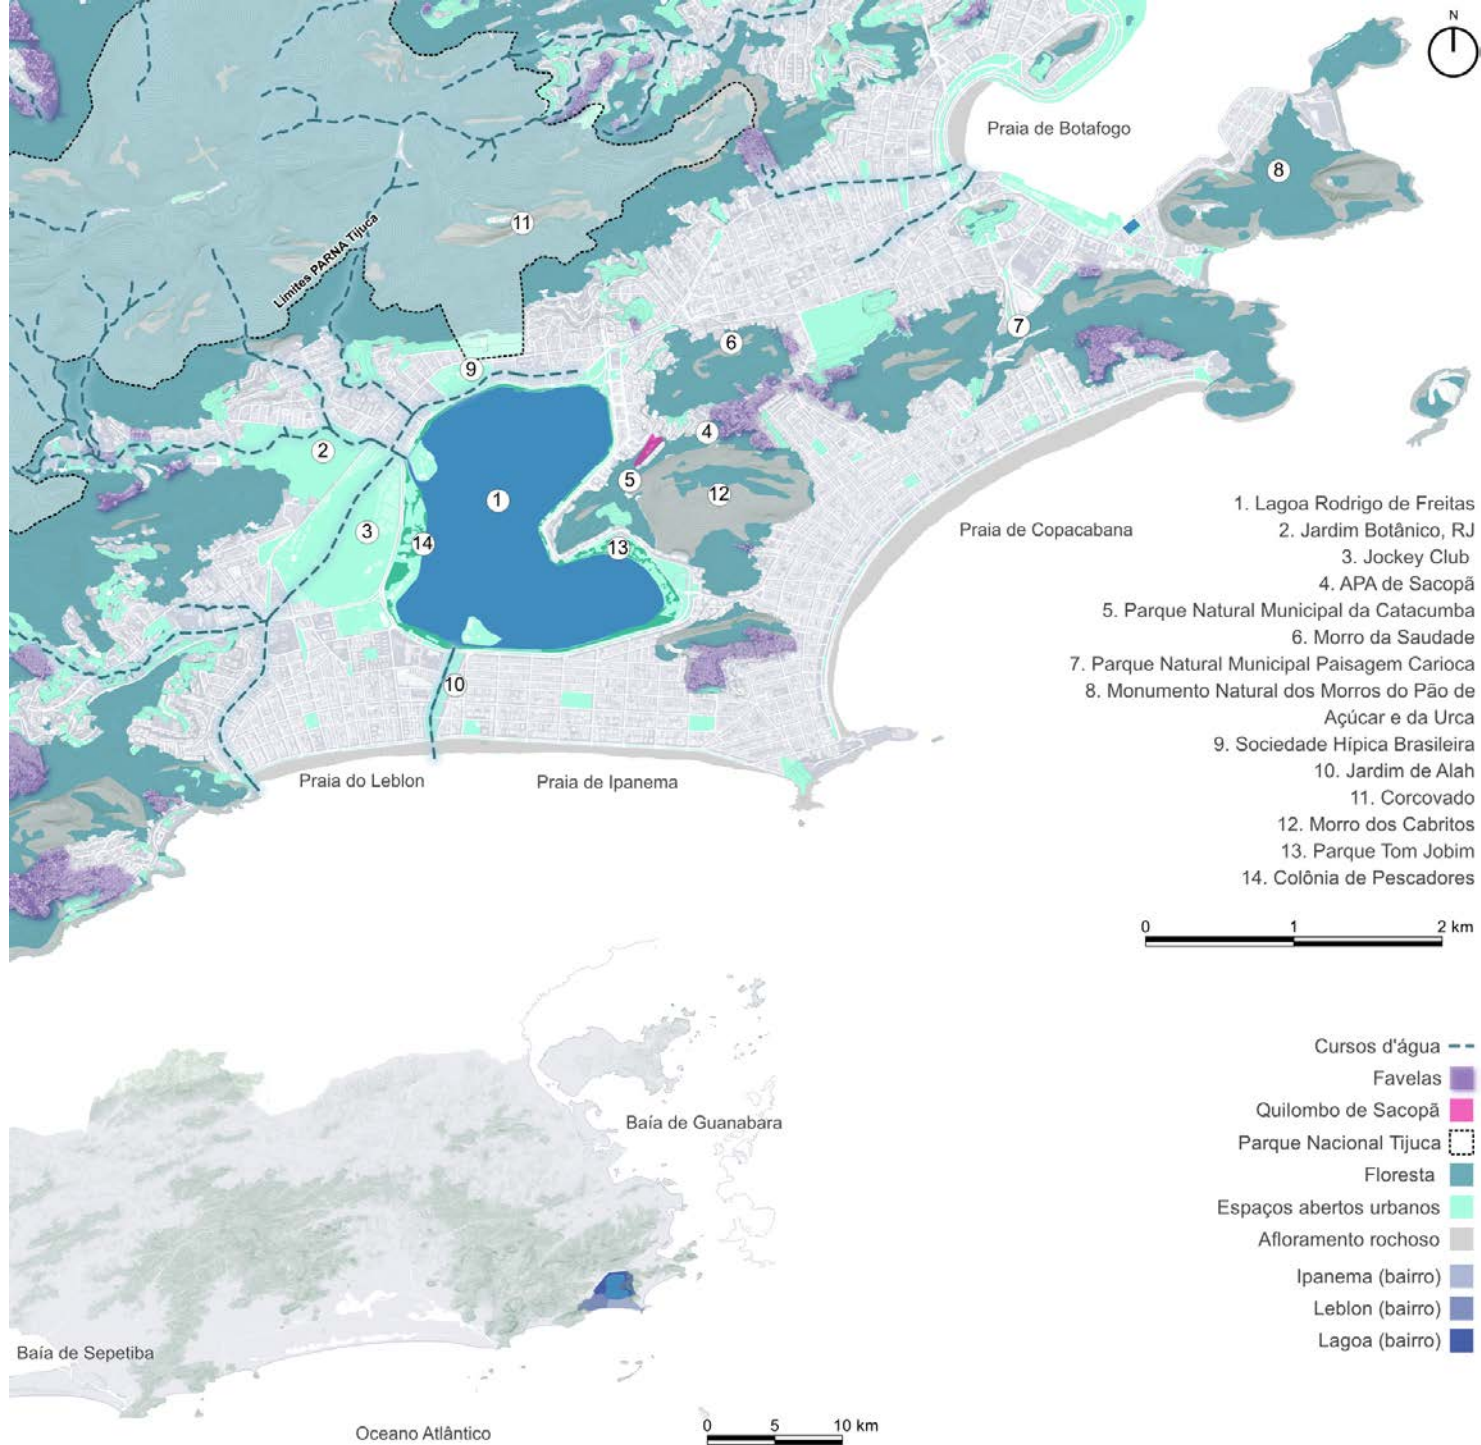 N
Praia de Botafogo
8
11
Limites PARNA Tijuca
7
6
9
4
2
5
12
1
3
14
13
Praia de Copacabana
10
Praia do Leblon
Praia de Ipanema
1. Lagoa Rodrigo de Freitas
2. Jardim Botânico, RJ
3. Jockey Club
4. APA de Sacopã
5. Parque Natural Municipal da Catacumba
6. Morro da Saudade
7. Parque Natural Municipal Paisagem Carioca
8. Monumento Natural dos Morros do Pão de
Açúcar e da Urca
9. Sociedade Hípica Brasileira
10. Jardim de Alah
11. Corcovado
12. Morro dos Cabritos
13. Parque Tom Jobim
14. Colônia de Pescadores
0 1 2 km
Cursos d'água
Favelas
Quilombo de Sacopã
Parque Nacional Tijuca
Floresta
Espaços abertos urbanos
Afloramento rochoso
Ipanema (bairro)
Leblon (bairro)
Lagoa (bairro)
Baía de Guanabara
Baía de Sepetiba
Oceano Atlântico
0 5 10 km